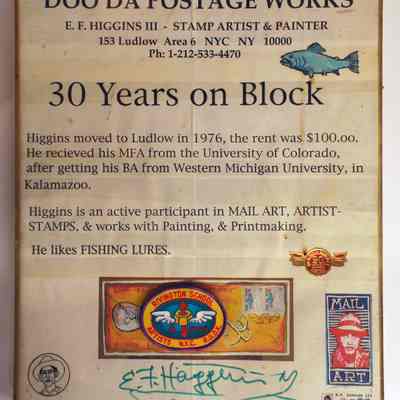 DOO DA POSTAGE WORKS
E. F. HIGGINS III - STAMP ARTIST & PAINTER
153 Ludlow Area 6 NYC NY 10000
Ph: 1-212-533-4470
30 Years on Block
Higgins moved to Ludlow in 1976, the rent was $100.oo.
He recieved his MFA from the University of Colorado,
after getting his BA from Western Michigan University, in
Kalamazoo.
Higgins is an active participant in MAIL ART, ARTIST-
STAMPS, & works with Painting, & Printmaking.
He likes FISHING LURES.
RIVINGTON SCHOOL
ARTISTS N.Y.C.
MAIL
ART